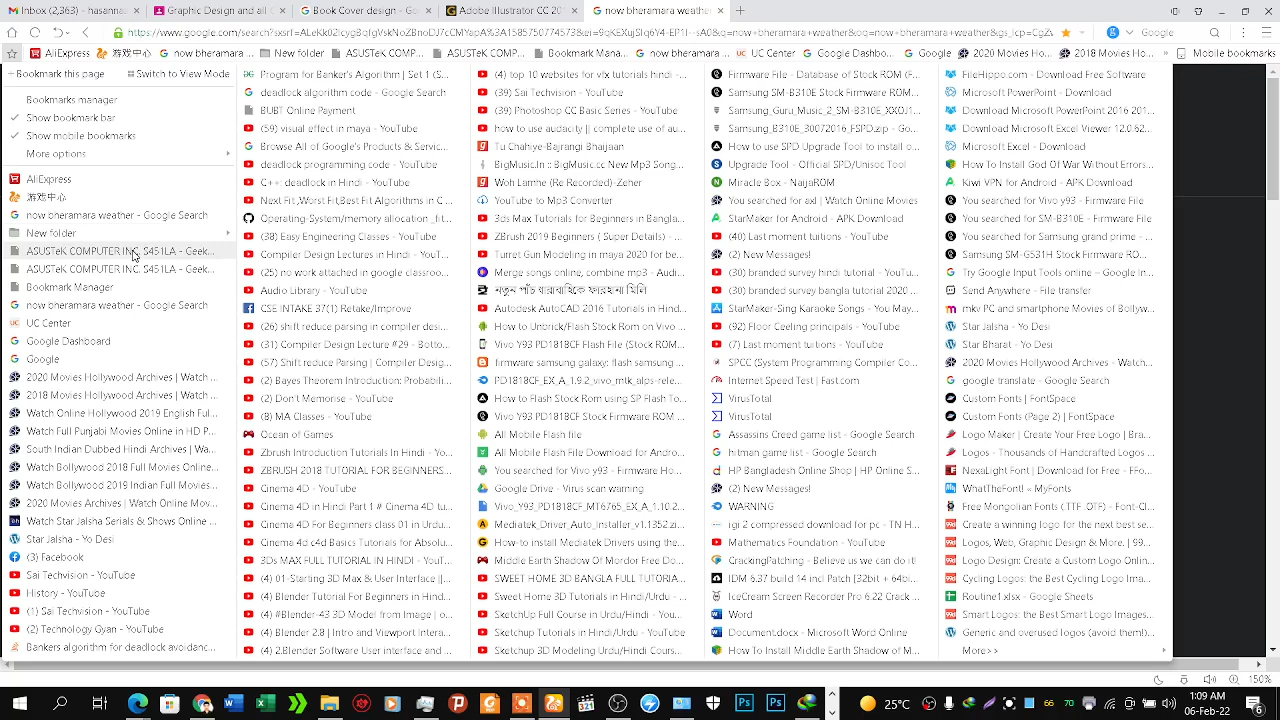 Inbox (2,363) - hasanma
Graphic Design and all
Book Cover design - G
Adobe Illustrator CC 20
now bheramara weathe
Google
AliExpress
游戏中心
now bheramar...
New folder
ASUSTeK COMP...
ASUSTeK COMP...
Bookmark Mana...
now bheramar...
UC Center
Google Dashbo...
Google
2020 Movies Hol...
2018 Movies Hol...
Mobile bookmark
Bookmark this page
Switch to View Mode
Bookmarks manager
Show bookmark bar
Show mobile bookmarks
More options
AliExpress
游戏中心
now bheramara weather - Google Search
New folder
ASUSTeK COMPUTER INC. S451LA - Geek...
ASUSTeK COMPUTER INC. S451LA - Geek...
Bookmark Manager
now bheramara weather - Google Search
UC Center
Google Dashboard
Google
2020 Movies Hollywood Archives | Watch ...
2018 Movies Hollywood Archives | Watch ...
Watch Online Hollywood 2019 English Ful...
Watch Full Punjabi Movies Online in HD P...
South Indian Dubbed Hindi Archives | Wat...
Watch Bollywood 2018 Full Movies Online...
Watch Bollywood 2019 Indian Full Movies...
2020 Movies Archives | Watch Online Mov...
Watch Star Jalsha Serials & Shows Online ...
Star Jalsha - Yo Desi
(5) Facebook
Sai Techvision - YouTube
History - YouTube
(1) Sai Techvision - YouTube
(2) Technology Gyan - YouTube
Bankers algorithm for deadlock avoidanc...
Program for Banker's Algorithm | Set 1 (S...
deadlock algorithm code - Google Search
BUBT Online Payment
(59) visual effect in maya - YouTube
Browse All of Google's Products & Servic...
deadlock programming code - YouTube
C++ deadlock in Hindi - YouTube
Next Fit ,Worst Fit,Best Fit Algorithms in C...
Operating-System/memory allocation _fit...
(28) Easy Engineering Classes - YouTube
Compiler Design Lectures in Hindi - YouTu...
(25) no work attached in google classroo...
Audio Library - YouTube
CSE INTAKE 37(1) Retake/Improve
(26) shift reduce parsing in compiler desi...
(31) Compiler Design Lecture #29 - Botto...
(37) Shift reduce Parsing | Compiler Desig...
(2) Bayes Theorem Introduction: Probabili...
(2) Don't Memorise - YouTube
(8) MA Classes - YouTube
Ocean of Games
Zbrush Introduction Tutorials In Hindi - Yo...
ZBRUSH 2018 TUTORIAL FOR BEGINNERS...
Cinema 4D - YouTube
Cinema 4D in Hindi Part 1 # Cinema 4D tu...
Cinema 4D For Beginners class 01 in Urdu...
Cinema 4d c4d Basics Tutorials for Absolu...
3Ds MAX FULL TUTORIAL IN HINDI - YouT...
(4) 01 Starting 3D Max & User Interface ||...
(4) Blender Tutorial For Beginners in Hindi...
(4) #Blender-43 3D Model from Image | o...
(4) Blender 2.8 | Intro and Viewport Intera...
(4) 2.Blender Software User interface and ...
(4) top 10 websites for vfx tutorials hindi -...
(39) Sai Techvision - YouTube
(39) Photoshop CC Basic Series - YouTube
how to use audacity || complete use of au...
Tu Chahiye-Bajrangi Bhaijaan
BigMusic.In :: BigMusic.cc New Mp3 Song...
Woh Lamhe (Re Recorded)-Zeher
YouTube to Mp3 Converter
3ds Max Tutorials for Beginners in Bangla...
ZBrush 2019 Beginners ( Super Details) - ...
Turret Gun Modeling in maya 2020 for be...
Merge songs online, combine mp3 - Audi...
Autodesk AutoCAD 2016 Tutorials in Hind...
How to Unbrick/Flash Stock Rom on Vivo...
Vivo Y93 PD1818CF Flash File (Stock ROM...
firmware samsung galaxy: flash samsung ...
PD1818CF_EX_A_1.9.2_vivo_mtk_alps-rele...
How to Flash Stock Rom using SP Flash To...
Vivo Y93 PD1818CF Stock Firmware ROM...
All Mobile Flash file
All Mobile Flash File Download for Andro...
You searched for Vivo y93 - Firmware Ho...
Google Drive - Virus scan warning
Vivo_Y93_PD1818CF_MT6765_EX_A_1.10.2...
Mediatek_Driver_Auto_Installer_v1.1352.z...
How to install Mediatek Drivers using the...
Middle Earth Shadow Of Mordor Free Do...
SWEET HOME 3D BANGLA FULL TUTORIA...
Sweet Home 3D Tutorials in Hindi/Urdu - ...
SketchUp Full Course in Urdu/Hindi - You...
Sketchup Tutorials in Hindi/Urdu - YouTube
Sketchup 3D Modeling Urdu/Hindi - YouT...
Firmware File - Database of Stock ROM (F...
Samsung SM-B310E Stock Firmware ROM...
Samsung_Guru_Music_2_SM-B310E_XXOJ...
Samsung_B310E_30072016_FSPD.zip - Go...
How to use SPD Upgrade Tool to install o...
Upgrade Tool - Official SPD/Unisoc Tool
Miracle Box - NaijaROM
You searched for axl | Watch Online Movies
StarMaker for Android - APK Download
(40) Last moment tuitions - YouTube
(2) New Messages!
(30) branded survey hindi tutorial - YouTu...
(30) branded survey bangla tutorial 2020 ...
StarMaker-Sing Karaoke Songs - You May...
(92) Floor Ceeling principals - YouTube
(7) Last moment tuitions - YouTube
SPCC (System Programming Compiler Co...
Internet Speed Test | Fast.com
VirusTotal
VirusTotal
Assassins Creed game list - Google Search
hitman game list - Google Search
HP Bangladesh Online Shop | HP Online S...
(2) New Messages!
WARNING
igi 2 compressed download for pc - TN H...
Mathematics Foundation - YouTube
CrackingPatching - Believe us we can do it!
IDM 6.37 build 14 incl Patch [32bit + 64bi...
Icecream Screen Recorder Pro 6.22 Crack ...
Word
Document.docx - Microsoft Word Online
How To Install Middle Earth Shadow of M...
FileHippo.com - Download Free Software
Microsoft PowerPoint - Download
Download Microsoft PowerPoint 2016 201...
Download Microsoft Excel Viewer 12.0.62...
Microsoft Excel - Download
How To Install God Of War Without Errors...
Kiwi VPN for Android - APK Download
You searched for Vivo y93 - Firmware File
You searched for SM-B310E - Firmware File
You searched for Samsung grand prime - ...
Samsung SM-G531H Stock Firmware ROM...
Try Google Input Tools online – Google I...
Send Anywhere - File transfer
mkv PC and smartphone Movies of Bollyw...
Star Jalsha - Yo Desi
Star Bharat - Yo Desi
2020 Movies Hollywood Archives - Watch...
google translate - Google Search
Custom Fonts | FontSpace
Custom Fonts (Page 2) | FontSpace
Logo Maker | Create Your Free Logo | Bra...
Logos - Thousands of Handcrafted Logos ...
NexaLight Font | Download for Free - FFo...
WhatTheFont! « MyFonts
Free Mongolian Fonts (TTF .OTF) - Font-C...
Create a winning logo for the next best se...
Logos, Web, Graphic Design & More. | 99...
Logo Design: Create a Custom Logo Onlin...
Cycling Logos: the Best Cycling Logo Ima...
Routine1.xlsx - Google Sheets
Smart Logos: the Best Smart Logo Images...
Generic and overused logos (avoid them!)...
More >>
150%
25°C
66
70
1:09 AM
06-Feb-22
6